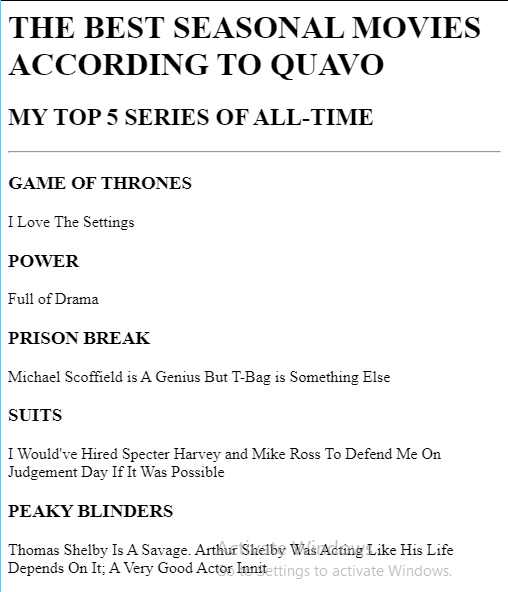 THE BEST SEASONAL MOVIES
ACCORDING TO QUAVO
MY TOP 5 SERIES OF ALL-TIME
GAME OF THRONES
I Love The Settings
POWER
Full of Drama
PRISON BREAK
Michael Scoffield is A Genius But T-Bag is Something Else
SUITS
I Would've Hired Specter Harvey and Mike Ross To Defend Me On
Judgement Day If It Was Possible
PEAKY BLINDERS
Thomas Shelby Is A Savage. Arthur Shelby Was Acting Like His Life
Depends On It; A Very Good Actor Innit
Activate Windows
Go to Settings to activate Windows.